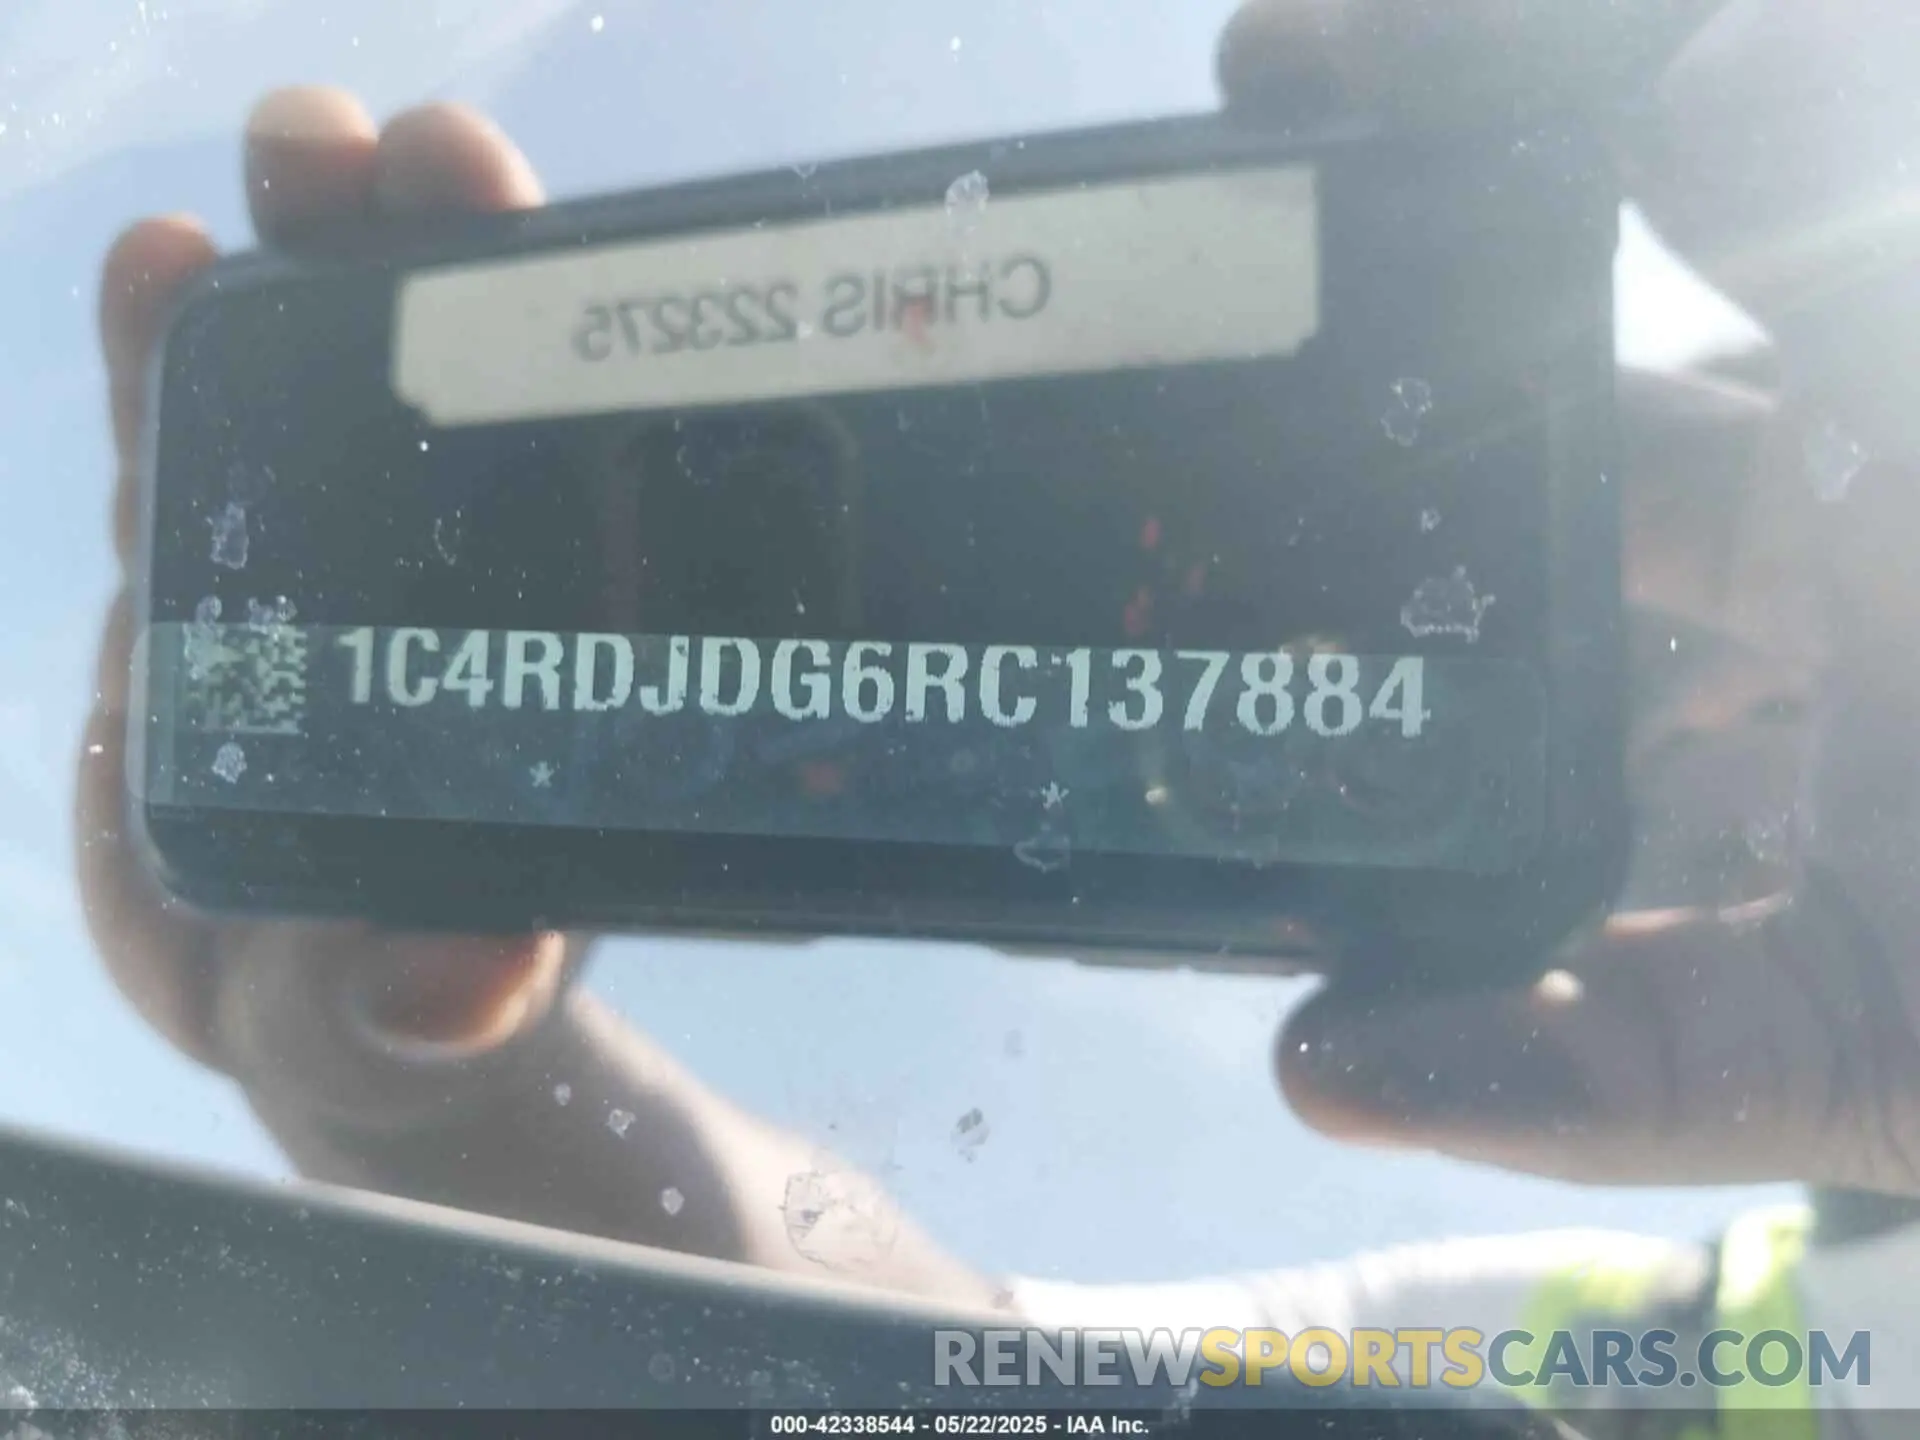 CHRIS 223275
1C4RDJDG6RC137884
RENEWSPORTSCARS.COM
000-42338544 - 05/22/2025 - IAA Inc.